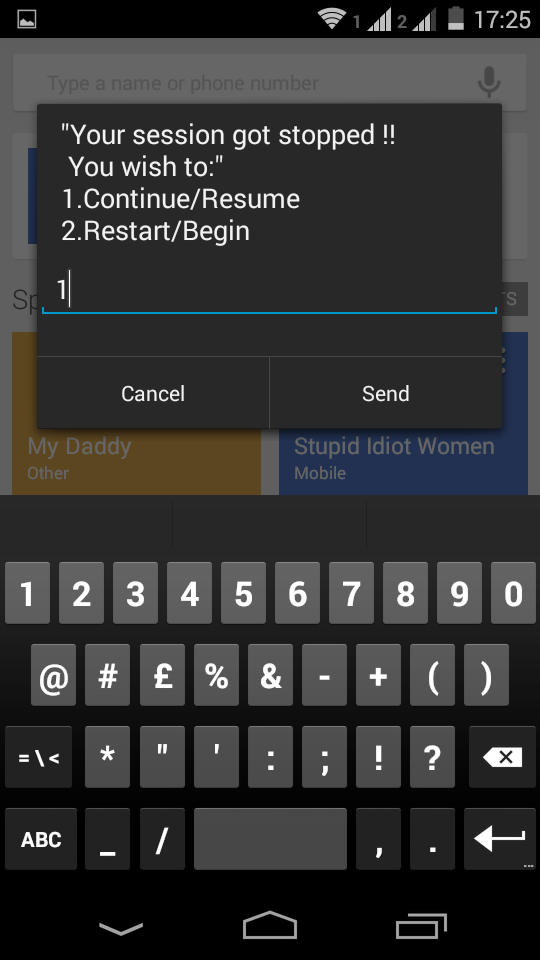 1 2 17:25
Type a name or phone number
"Your session got stopped !!
You wish to:"
1.Continue/Resume
2.Restart/Begin
1
Cancel Send
My Daddy Stupid Idiot Women
Other Mobile
1 2 3 4 5 6 7 8 9 0
@ # £ % & - + ( )
= \ < * " ' : ; ! ?
ABC _ / , . ...